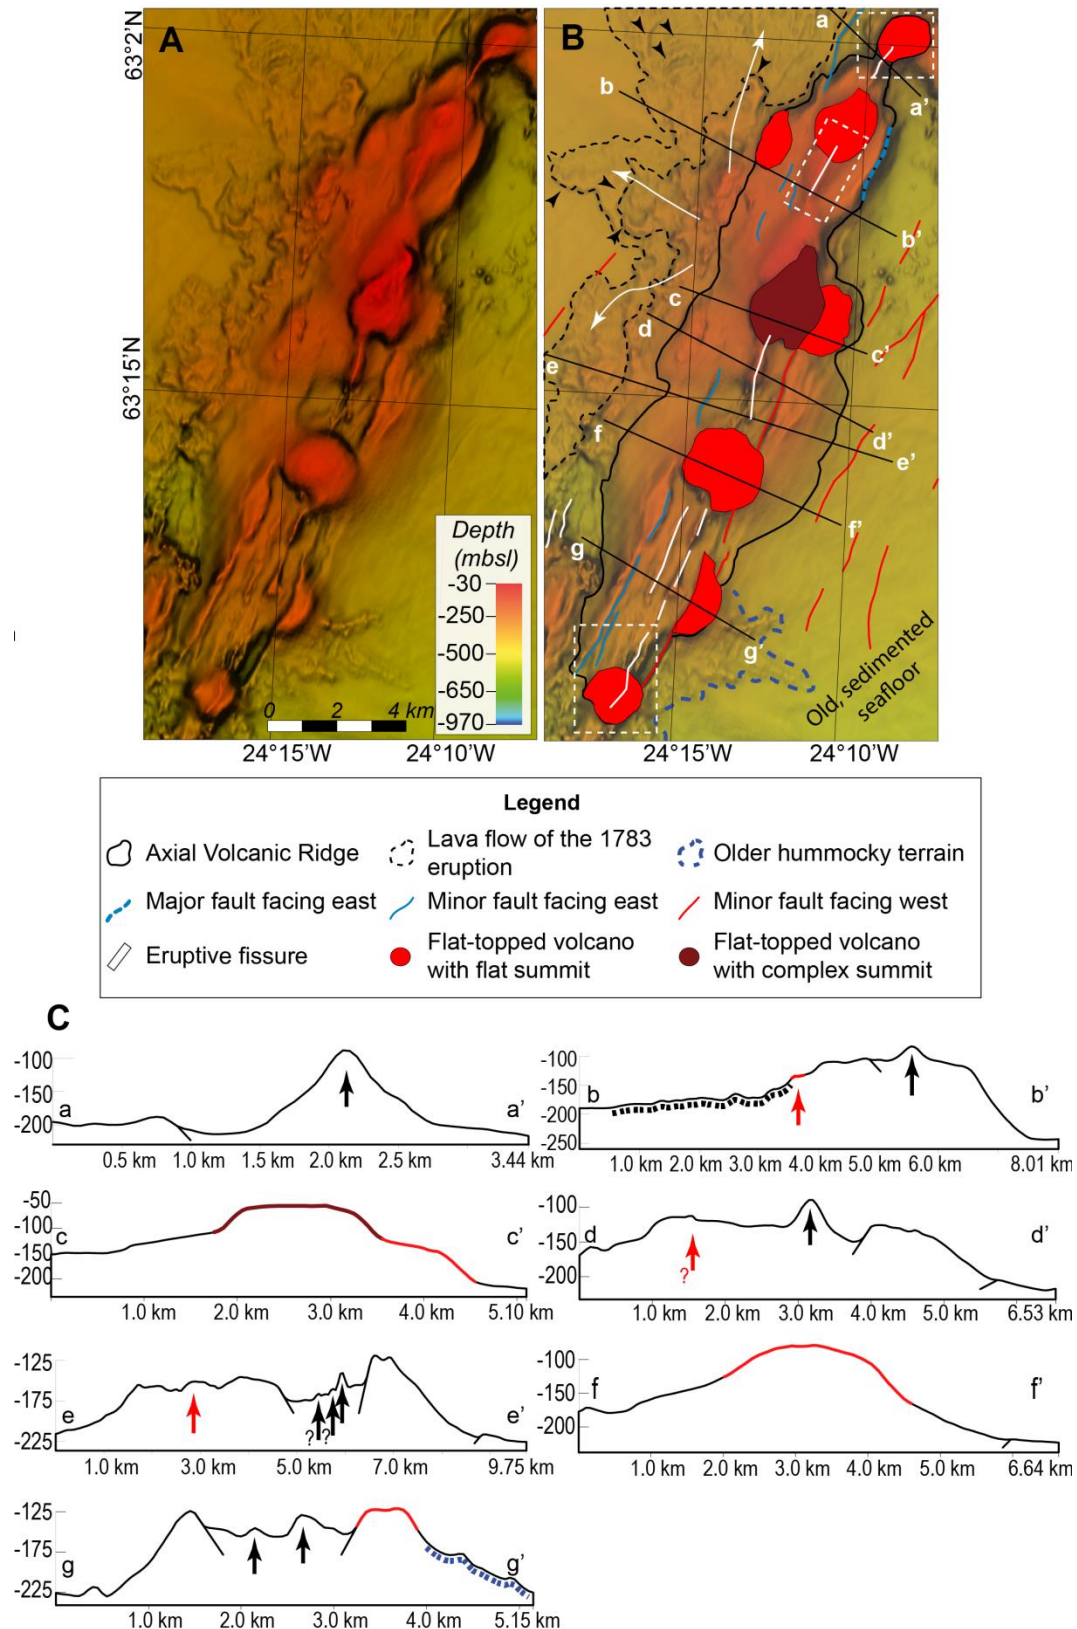 A
B
63°2'N
63°15'N
24°15'W
24°10'W
24°15'W
24°10'W
Depth
(mbsl)
-30
-250
-500
-650
-970
0 2 4 km
a
a'
b
b'
c
c'
d
d'
e
e'
f
f'
g
g'
Old, sedimented
seafloor
Legend
Axial Volcanic Ridge
Lava flow of the 1783
eruption
Older hummocky terrain
Major fault facing east
Minor fault facing east
Minor fault facing west
Eruptive fissure
Flat-topped volcano
with flat summit
Flat-topped volcano
with complex summit
C
-100
-150
-200
a
a'
0.5 km 1.0 km 1.5 km 2.0 km 2.5 km 3.44 km
-100
-150
-200
-250
b
b'
1.0 km 2.0 km 3.0 km 4.0 km 5.0 km 6.0 km 8.01 km
-50
-100
-150
-200
c
c'
1.0 km 2.0 km 3.0 km 4.0 km 5.10 km
-100
-150
-200
d
d'
?
1.0 km 2.0 km 3.0 km 4.0 km 5.0 km 6.53 km
-125
-175
-225
e
e'
? ?
1.0 km 3.0 km 5.0 km 7.0 km 9.75 km
-100
-150
-200
f
f'
1.0 km 2.0 km 3.0 km 4.0 km 5.0 km 6.64 km
-125
-175
-225
g
g'
1.0 km 2.0 km 3.0 km 4.0 km 5.15 km